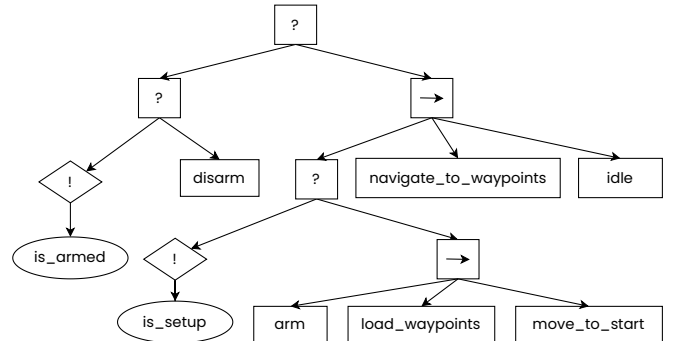 ?
?
→
!
disarm
?
navigate_to_waypoints
idle
is_armed
!
→
is_setup
arm
load_waypoints
move_to_start